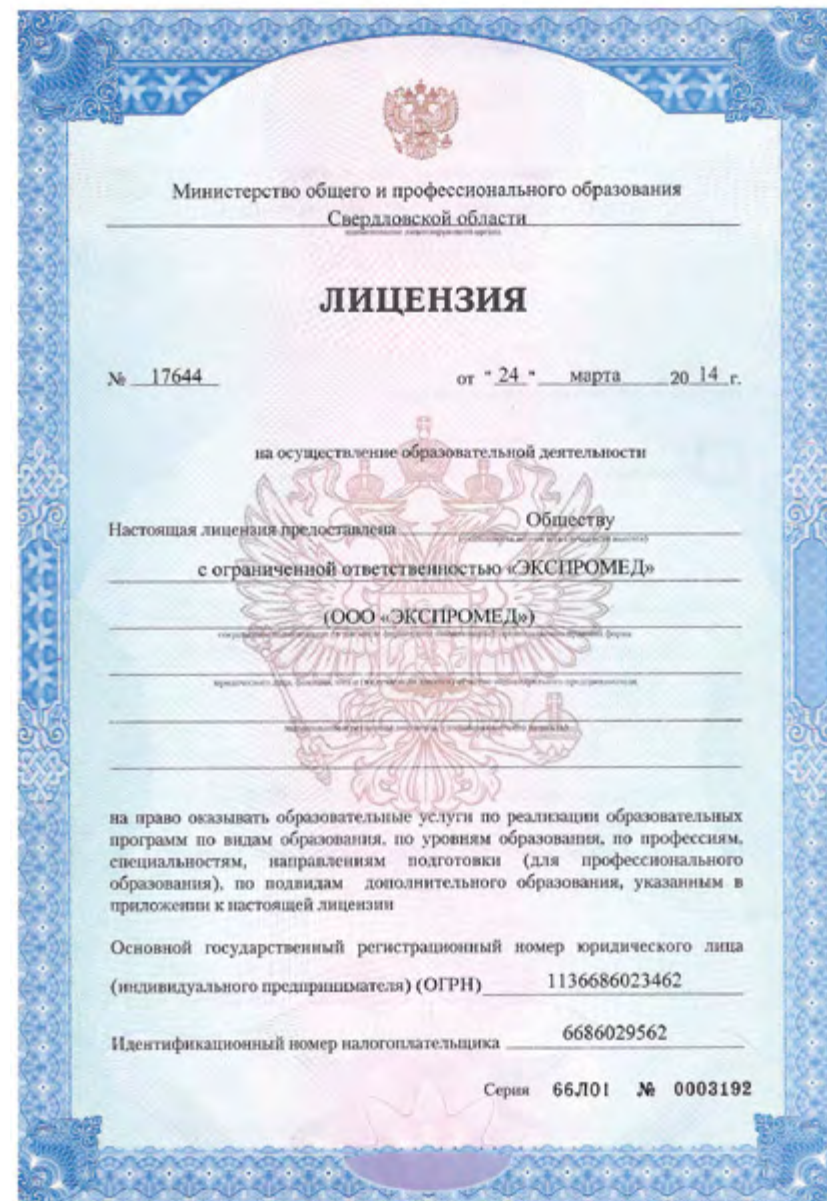 Министерство общего и профессионального образования
Свердловской области
ЛИЦЕНЗИЯ
№ 17644 от "24" марта 2014 г.
на осуществление образовательной деятельности
Настоящая лицензия предоставлена Обществу
с ограниченной ответственностью «ЭКСПРОМЕД»
(ООО «ЭКСПРОМЕД»)
на право оказывать образовательные услуги по реализации образовательных
программ по видам образования, по уровням образования, по профессиям,
специальностям, направлениям подготовки (для профессионального
образования), по подвидам дополнительного образования, указанным в
приложении к настоящей лицензии
Основной государственный регистрационный номер юридического лица
(индивидуального предпринимателя) (ОГРН) 1136686023462
Идентификационный номер налогоплательщика 6686029562
Серия 66Л01 № 0003192